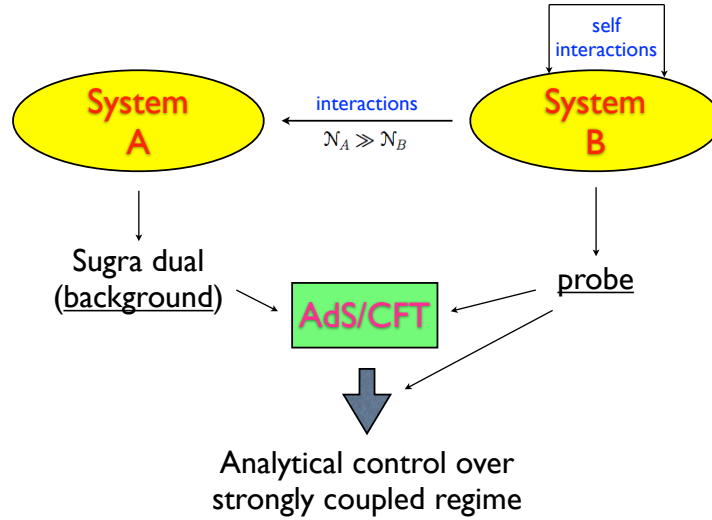 self
interactions
System
A
interactions
𝒩_A ≫ 𝒩_B
System
B
Sugra dual
(background)
AdS/CFT
probe
Analytical control over
strongly coupled regime